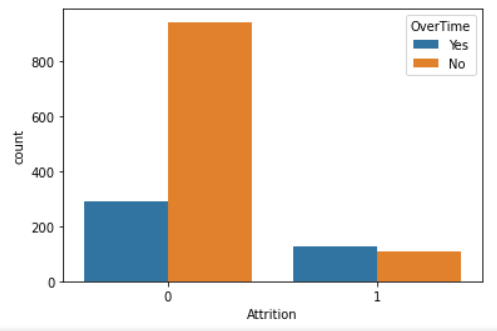 OverTime
Yes
No
800
600
400
200
0
count
0 1
Attrition